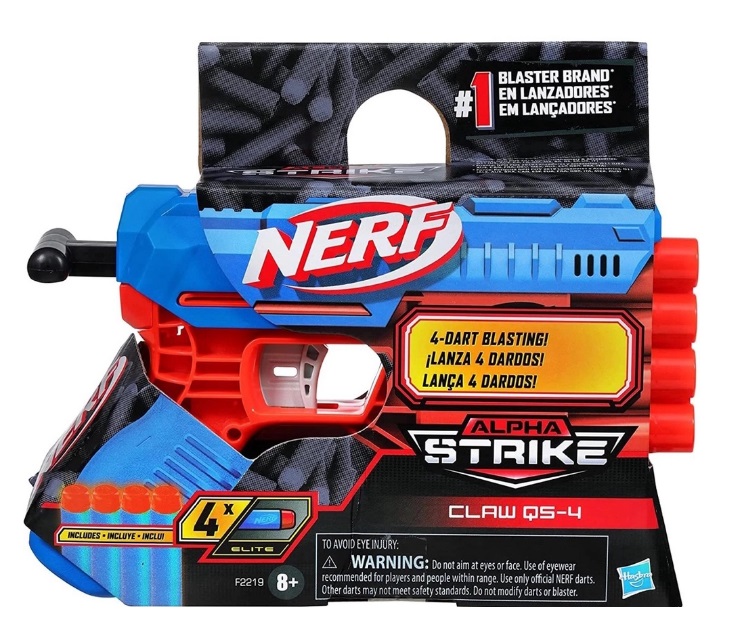 #1 BLASTER BRAND*
EN LANZADORES*
EM LANÇADORES*
STRIKE
NERF
4-DART BLASTING!
¡LANZA 4 DARDOS!
LANÇA 4 DARDOS!
ALPHA
STRIKE
CLAW QS-4
4X
NERF
ELITE
INCLUDES • INCLUYE • INCLUI
F2219 8+
TO AVOID EYE INJURY:
⚠ WARNING: Do not aim at eyes or face. Use of eyewear
recommended for players and people within range. Use only official NERF darts.
Other darts may not meet safety standards. Do not modify darts or blaster.
Hasbro